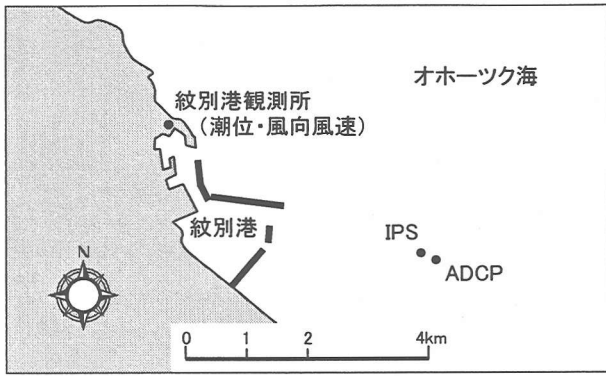 オホーツク海
紋別港観測所
(潮位・風向風速)
紋別港
IPS
ADCP
N
0 1 2 4km